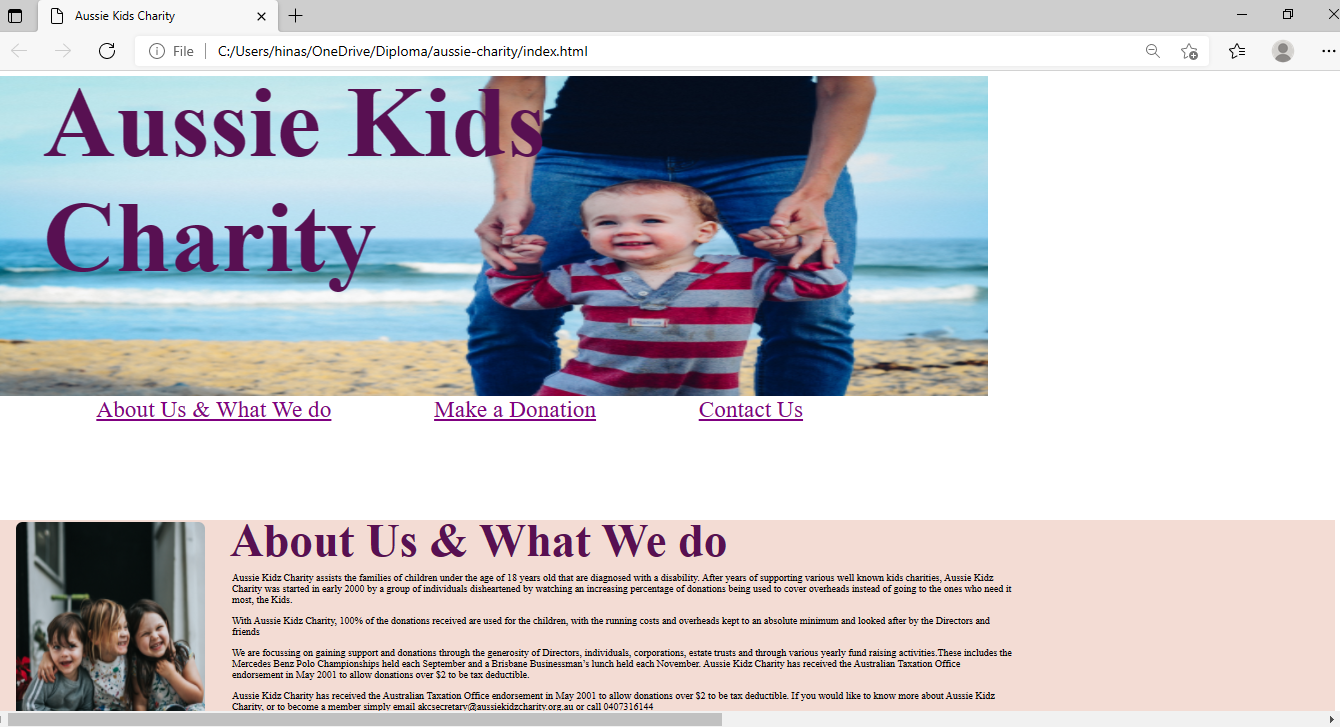 Aussie Kids Charity
File
C:/Users/hinas/OneDrive/Diploma/aussie-charity/index.html
Aussie Kids
Charity
About Us & What We do
Make a Donation
Contact Us
About Us & What We do
Aussie Kidz Charity assists the families of children under the age of 18 years old that are diagnosed with a disability. After years of supporting various well known kids charities, Aussie Kidz
Charity was started in early 2000 by a group of individuals disheartened by watching an increasing percentage of donations being used to cover overheads instead of going to the ones who need it
most, the Kids.
With Aussie Kidz Charity, 100% of the donations received are used for the children, with the running costs and overheads kept to an absolute minimum and looked after by the Directors and
friends
We are focussing on gaining support and donations through the generosity of Directors, individuals, corporations, estate trusts and through various yearly fund raising activities.These includes the
Mercedes Benz Polo Championships held each September and a Brisbane Businessman's lunch held each November. Aussie Kidz Charity has received the Australian Taxation Office
endorsement in May 2001 to allow donations over $2 to be tax deductible.
Aussie Kidz Charity has received the Australian Taxation Office endorsement in May 2001 to allow donations over $2 to be tax deductible. If you would like to know more about Aussie Kidz
Charity, or to become a member simply email akcsecretary@aussiekidzcharity.org.au or call 0407316144